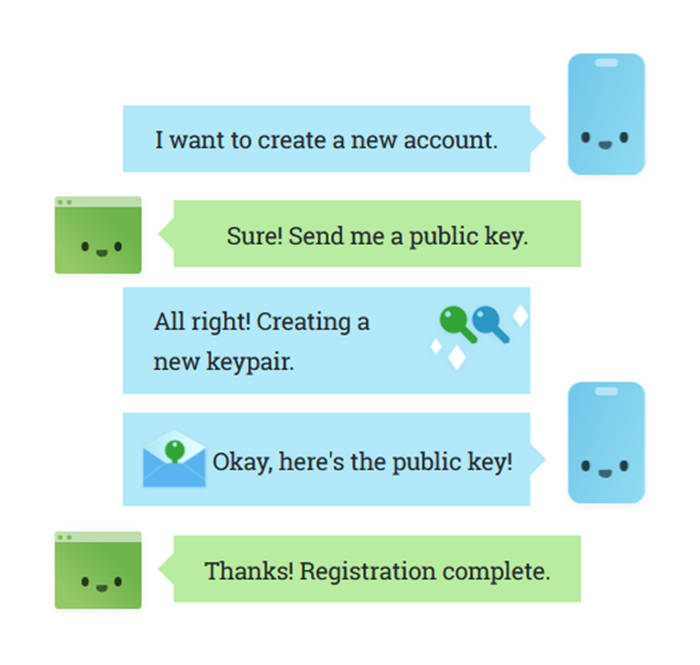 I want to create a new account.
Sure! Send me a public key.
All right! Creating a
new keypair.
Okay, here's the public key!
Thanks! Registration complete.